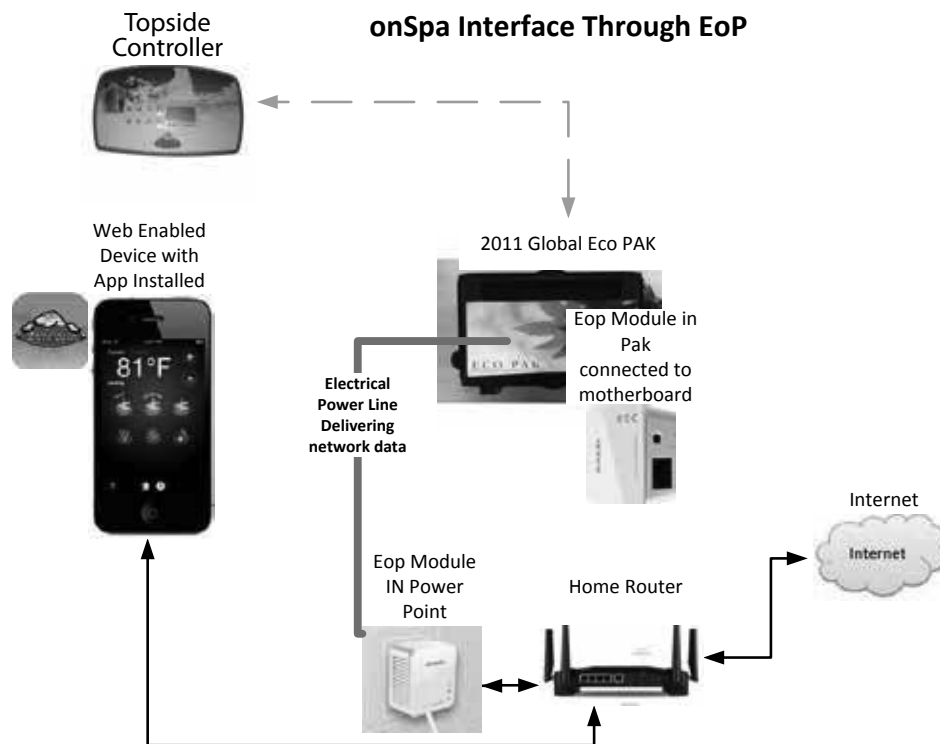 onSpa Interface Through EoP
Topside
Controller
2011 Global Eco PAK
ECO PAK
Eop Module in
Pak
connected to
motherboard
Web Enabled
Device with
App Installed
81°F
Electrical
Power Line
Delivering
network data
Internet
Internet
Eop Module
IN Power
Point
Home Router